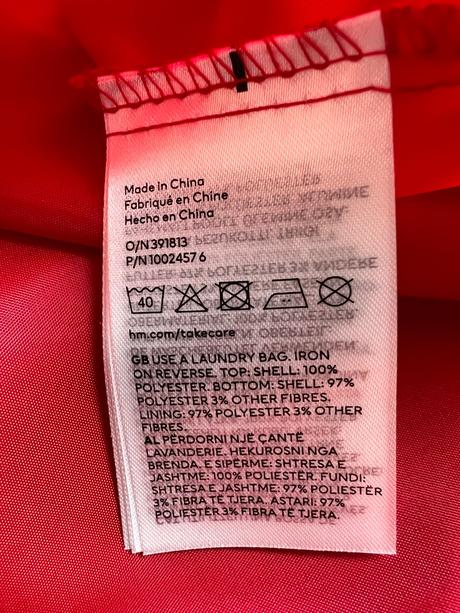 Made in China
Fabriqué en Chine
Hecho en China
O/N 391813
P/N 10024576
40
hm.com/takecare
GB USE A LAUNDRY BAG. IRON
ON REVERSE. TOP: SHELL: 100%
POLYESTER. BOTTOM: SHELL: 97%
POLYESTER 3% OTHER FIBRES.
LINING: 97% POLYESTER 3% OTHER
FIBRES.
AL PËRDORNI NJË ÇANTË
LAVANDERIE. HEKUROSNI NGA
BRENDA. E SIPËRME: SHTRESA E
JASHTME: 100% POLIESTËR. FUNDI:
SHTRESA E JASHTME: 97% POLIESTËR
3% FIBRA TË TJERA. ASTARI: 97%
POLIESTËR 3% FIBRA TË TJERA.